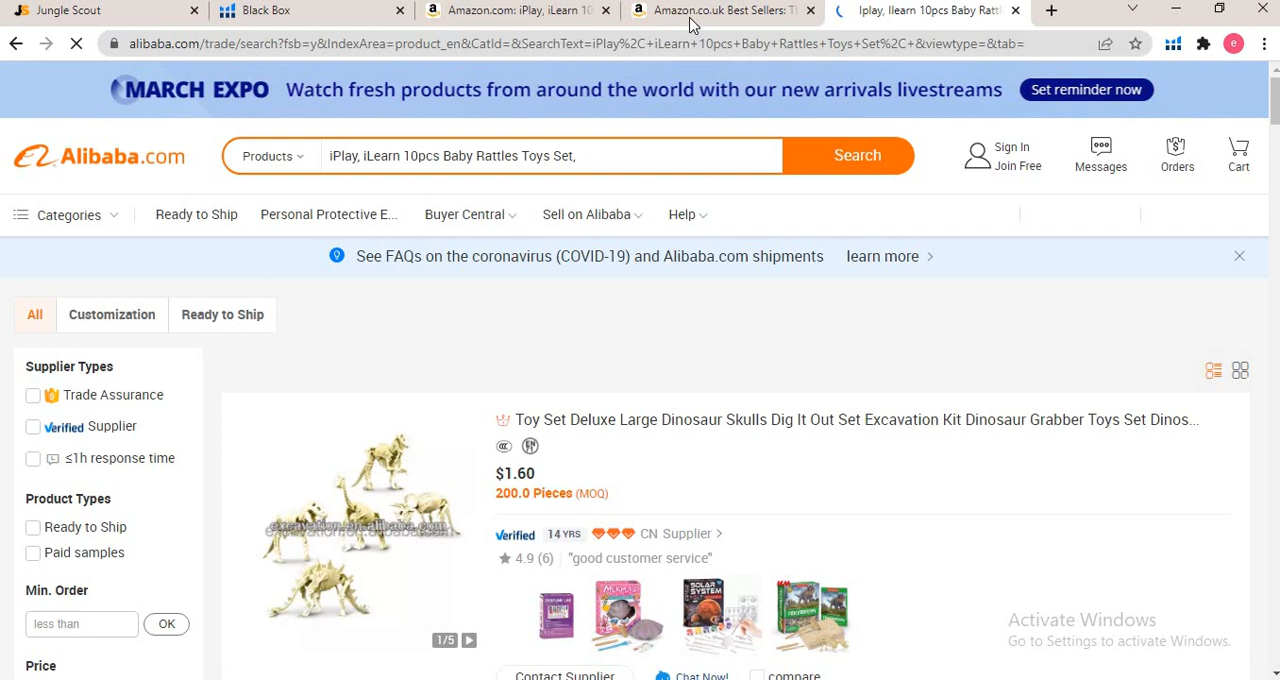 Jungle Scout
Black Box
Amazon.com: iPlay, iLearn 10
Amazon.co.uk Best Sellers: Th
Iplay, Ilearn 10pcs Baby Rattl
alibaba.com/trade/search?fsb=y&IndexArea=product_en&CatId=&SearchText=iPlay%2C+iLearn+10pcs+Baby+Rattles+Toys+Set%2C+&viewtype=&tab=
e
MARCH EXPO Watch fresh products from around the world with our new arrivals livestreams Set reminder now
Alibaba.com
Products
iPlay, iLearn 10pcs Baby Rattles Toys Set,
Search
Sign In
Join Free
Messages
Orders
Cart
Categories
Ready to Ship
Personal Protective E...
Buyer Central
Sell on Alibaba
Help
See FAQs on the coronavirus (COVID-19) and Alibaba.com shipments learn more
All
Customization
Ready to Ship
Supplier Types
Trade Assurance
Verified Supplier
≤1h response time
Product Types
Ready to Ship
Paid samples
Min. Order
less than
OK
Price
excavation.en.alibaba.com
1/5
Toy Set Deluxe Large Dinosaur Skulls Dig It Out Set Excavation Kit Dinosaur Grabber Toys Set Dinos...
$1.60
200.0 Pieces (MOQ)
Verified 14 YRS CN Supplier
4.9 (6) "good customer service"
MERMAID
SOLAR
SYSTEM
Contact Supplier
Chat Now!
compare
Activate Windows
Go to Settings to activate Windows.